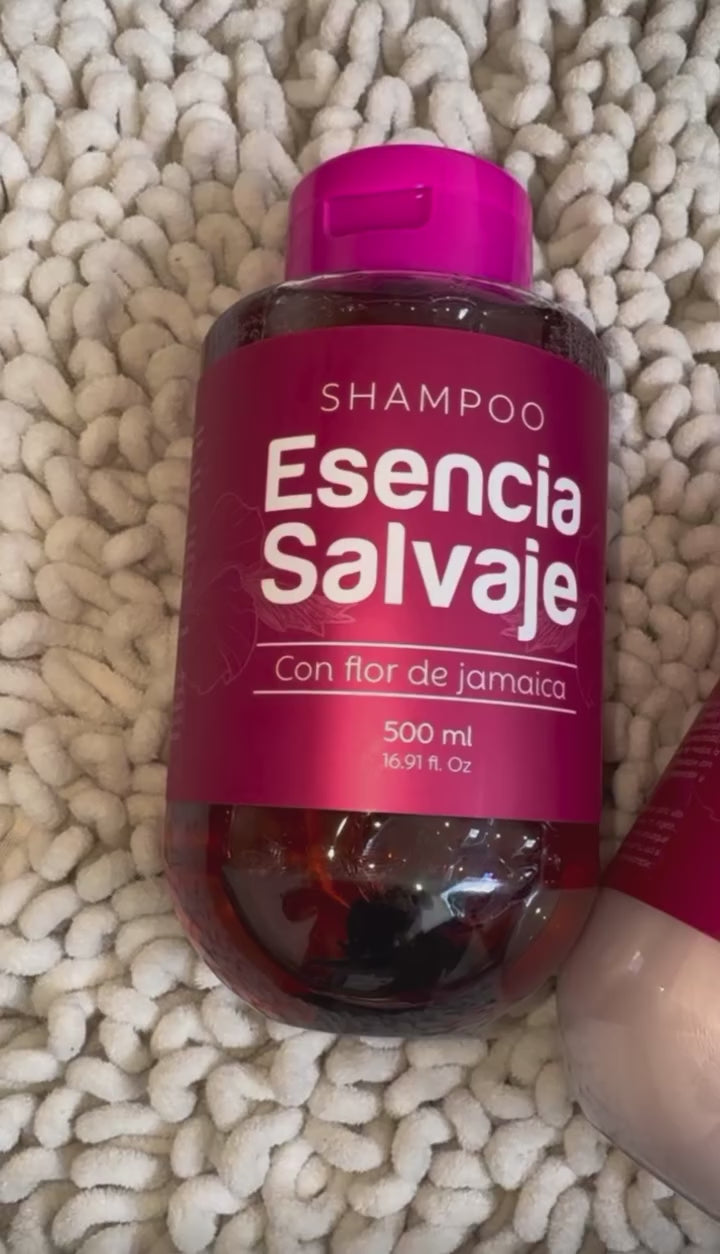 SHAMPOO
Esencia
Salvaje
Con flor de jamaica
500 ml
16.91 fl. Oz